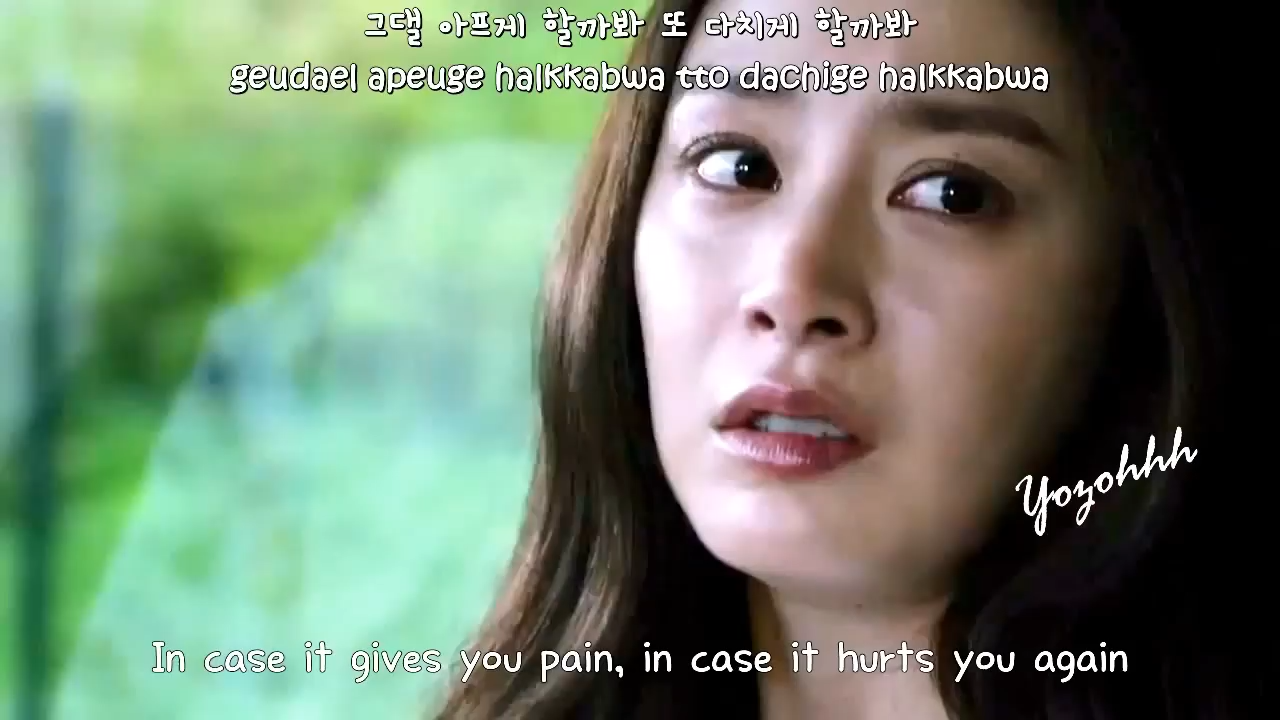 그댈 아프게 할까봐 또 다치게 할까봐
geudael apeuge halkkabwa tto dachige halkkabwa
Yozohhh
In case it gives you pain, in case it hurts you again